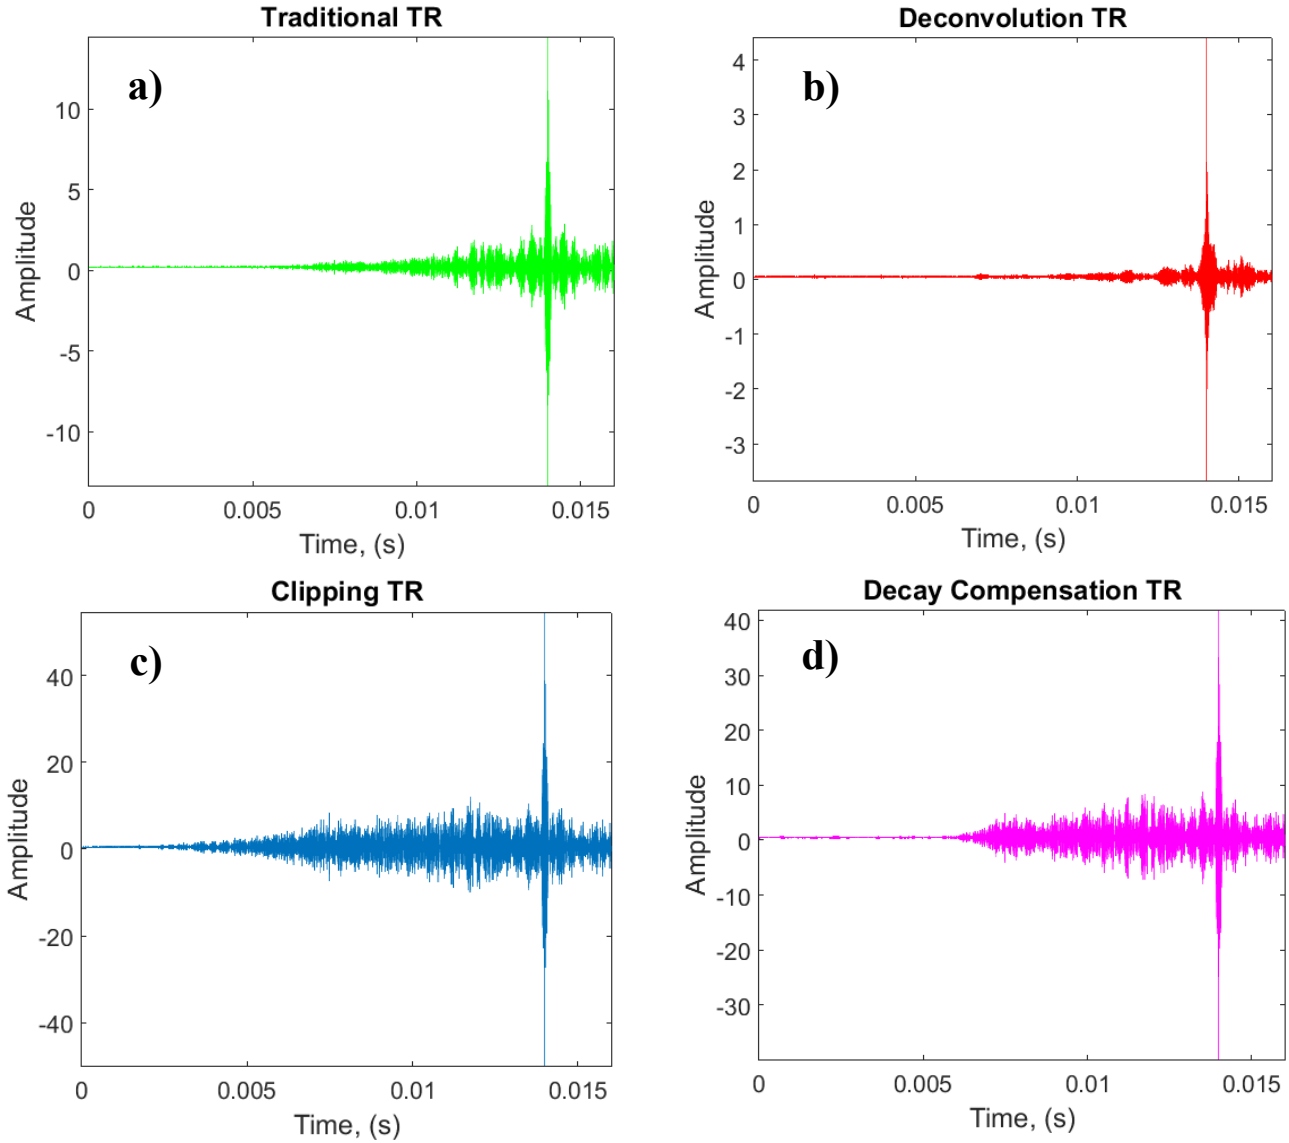 Traditional TR
a)
10
5
0
-5
-10
Amplitude
0 0.005 0.01 0.015
Time, (s)
Deconvolution TR
b)
4
3
2
1
0
-1
-2
-3
Amplitude
0 0.005 0.01 0.015
Time, (s)
Clipping TR
c)
40
20
0
-20
-40
Amplitude
0 0.005 0.01 0.015
Time, (s)
Decay Compensation TR
d)
40
30
20
10
0
-10
-20
-30
Amplitude
0 0.005 0.01 0.015
Time, (s)